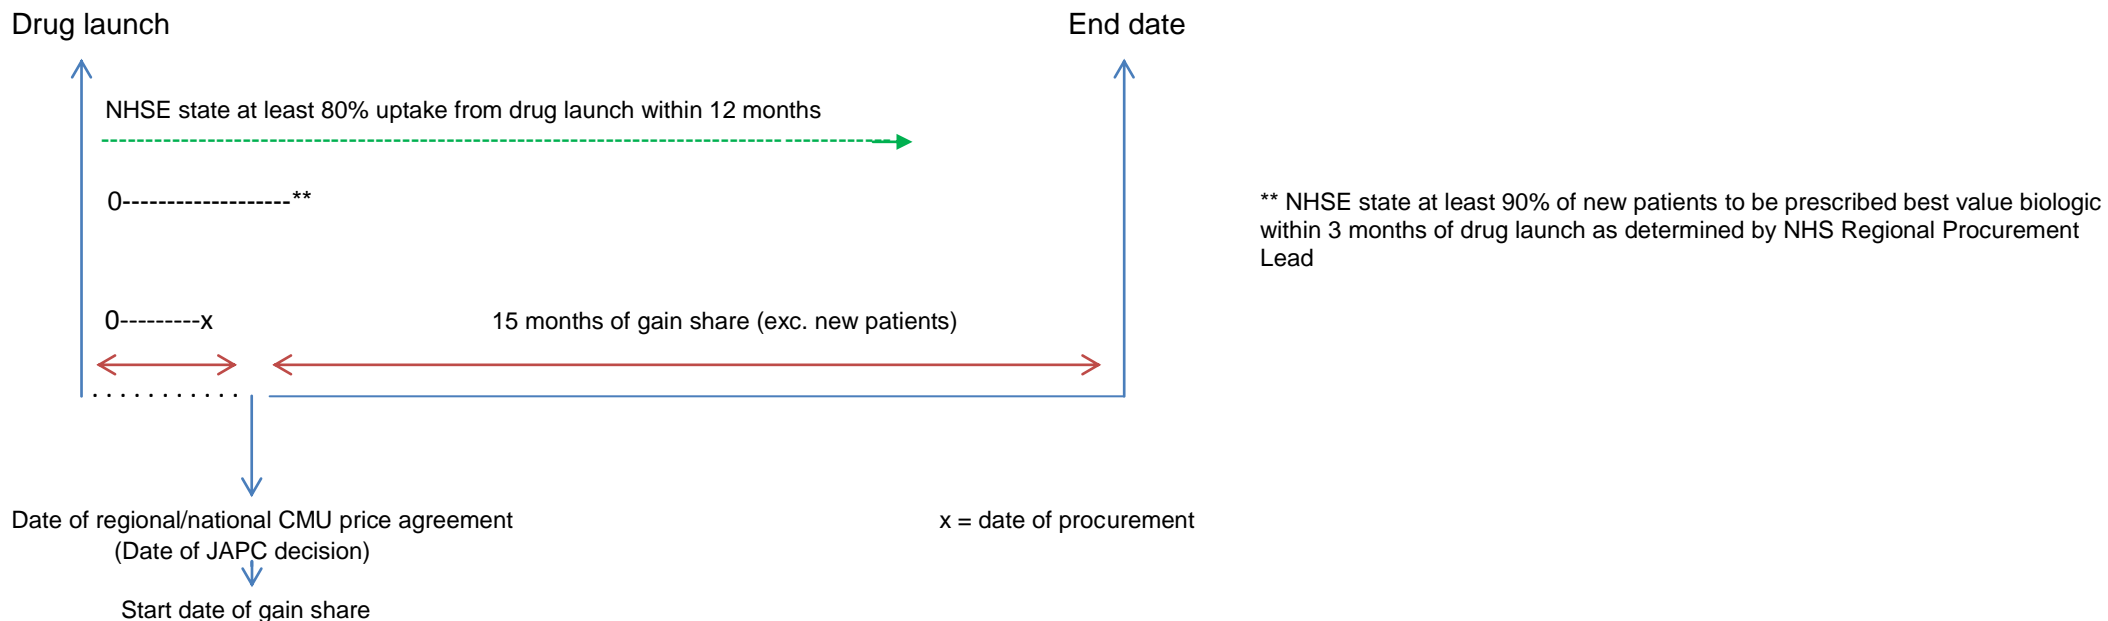 Drug launch
End date
NHSE state at least 80% uptake from drug launch within 12 months
0-------------------**
** NHSE state at least 90% of new patients to be prescribed best value biologic
within 3 months of drug launch as determined by NHS Regional Procurement
Lead
0---------x
15 months of gain share (exc. new patients)
Date of regional/national CMU price agreement
x = date of procurement
(Date of JAPC decision)
Start date of gain share